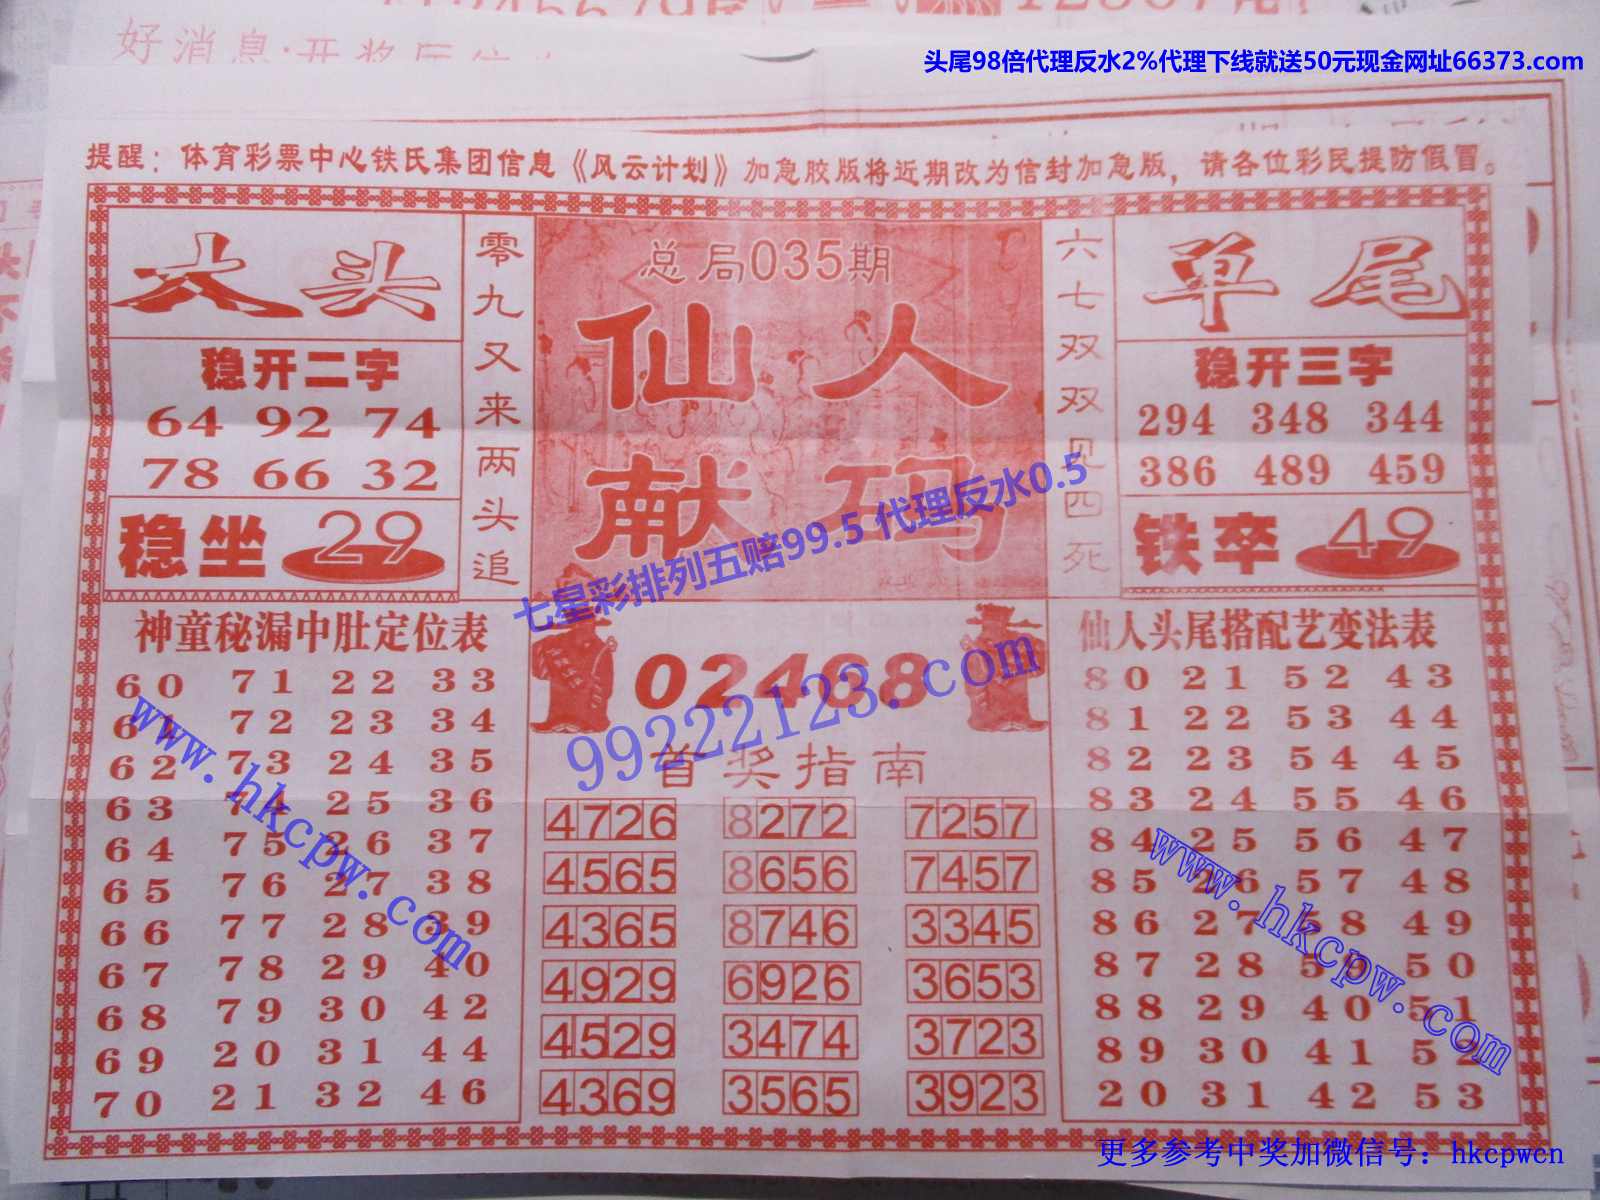 好消息·开奖后
头尾98倍代理反水2%代理下线就送50元现金网址66373.com
提醒：体育彩票中心铁氏集团信息《风云计划》加急胶版将近期改为信封加急版，请各位彩民提防假冒。
大头
稳开二字
64 92 74
78 66 32
稳坐 29
零九又来两头追
总局035期
仙人
献码
六七双双见四死
单尾
稳开三字
294 348 344
386 489 459
铁卒 49
七星彩排列五赔99.5 代理反水0.5
神童秘漏中肚定位表
60 71 22 33
61 72 23 34
62 73 24 35
63 74 25 36
64 75 26 37
65 76 27 38
66 77 28 39
67 78 29 40
68 79 30 42
69 20 31 44
70 21 32 46
www.hkcpw.com
02468
99222123.com
首奖指南
4726 8272 7257
4565 8656 7457
4365 8746 3345
4929 6926 3653
4529 3474 3723
4369 3565 3923
仙人头尾搭配艺变法表
80 21 52 43
81 22 53 44
82 23 54 45
83 24 55 46
84 25 56 47
85 26 57 48
86 27 58 49
87 28 59 50
88 29 40 51
89 30 41 52
20 31 42 53
www.hkcpw.com
更多参考中奖加微信号：hkcpwcn